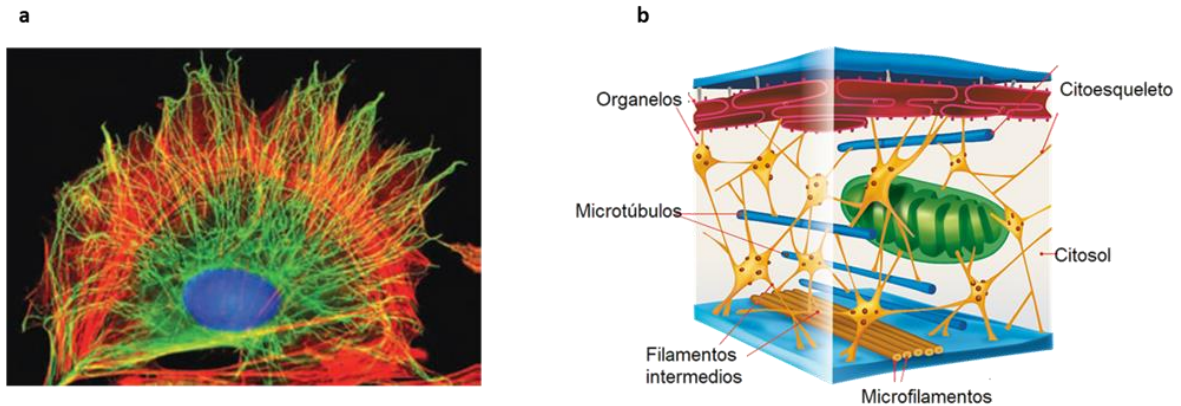 a
b
Organelos
Citoesqueleto
Microtúbulos
Citosol
Filamentos
intermedios
Microfilamentos